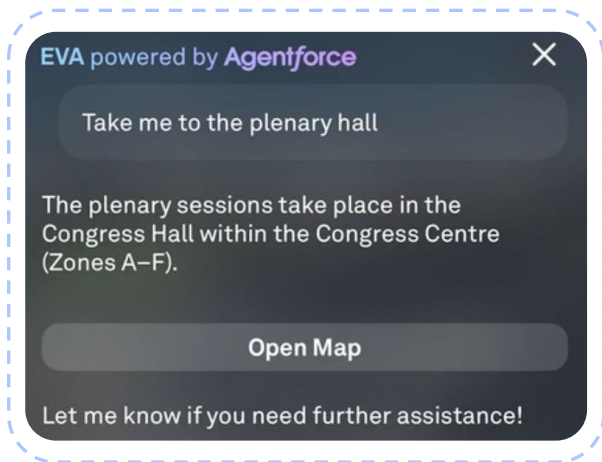 EVA powered by Agentforce
Take me to the plenary hall
The plenary sessions take place in the
Congress Hall within the Congress Centre
(Zones A–F).
Open Map
Let me know if you need further assistance!